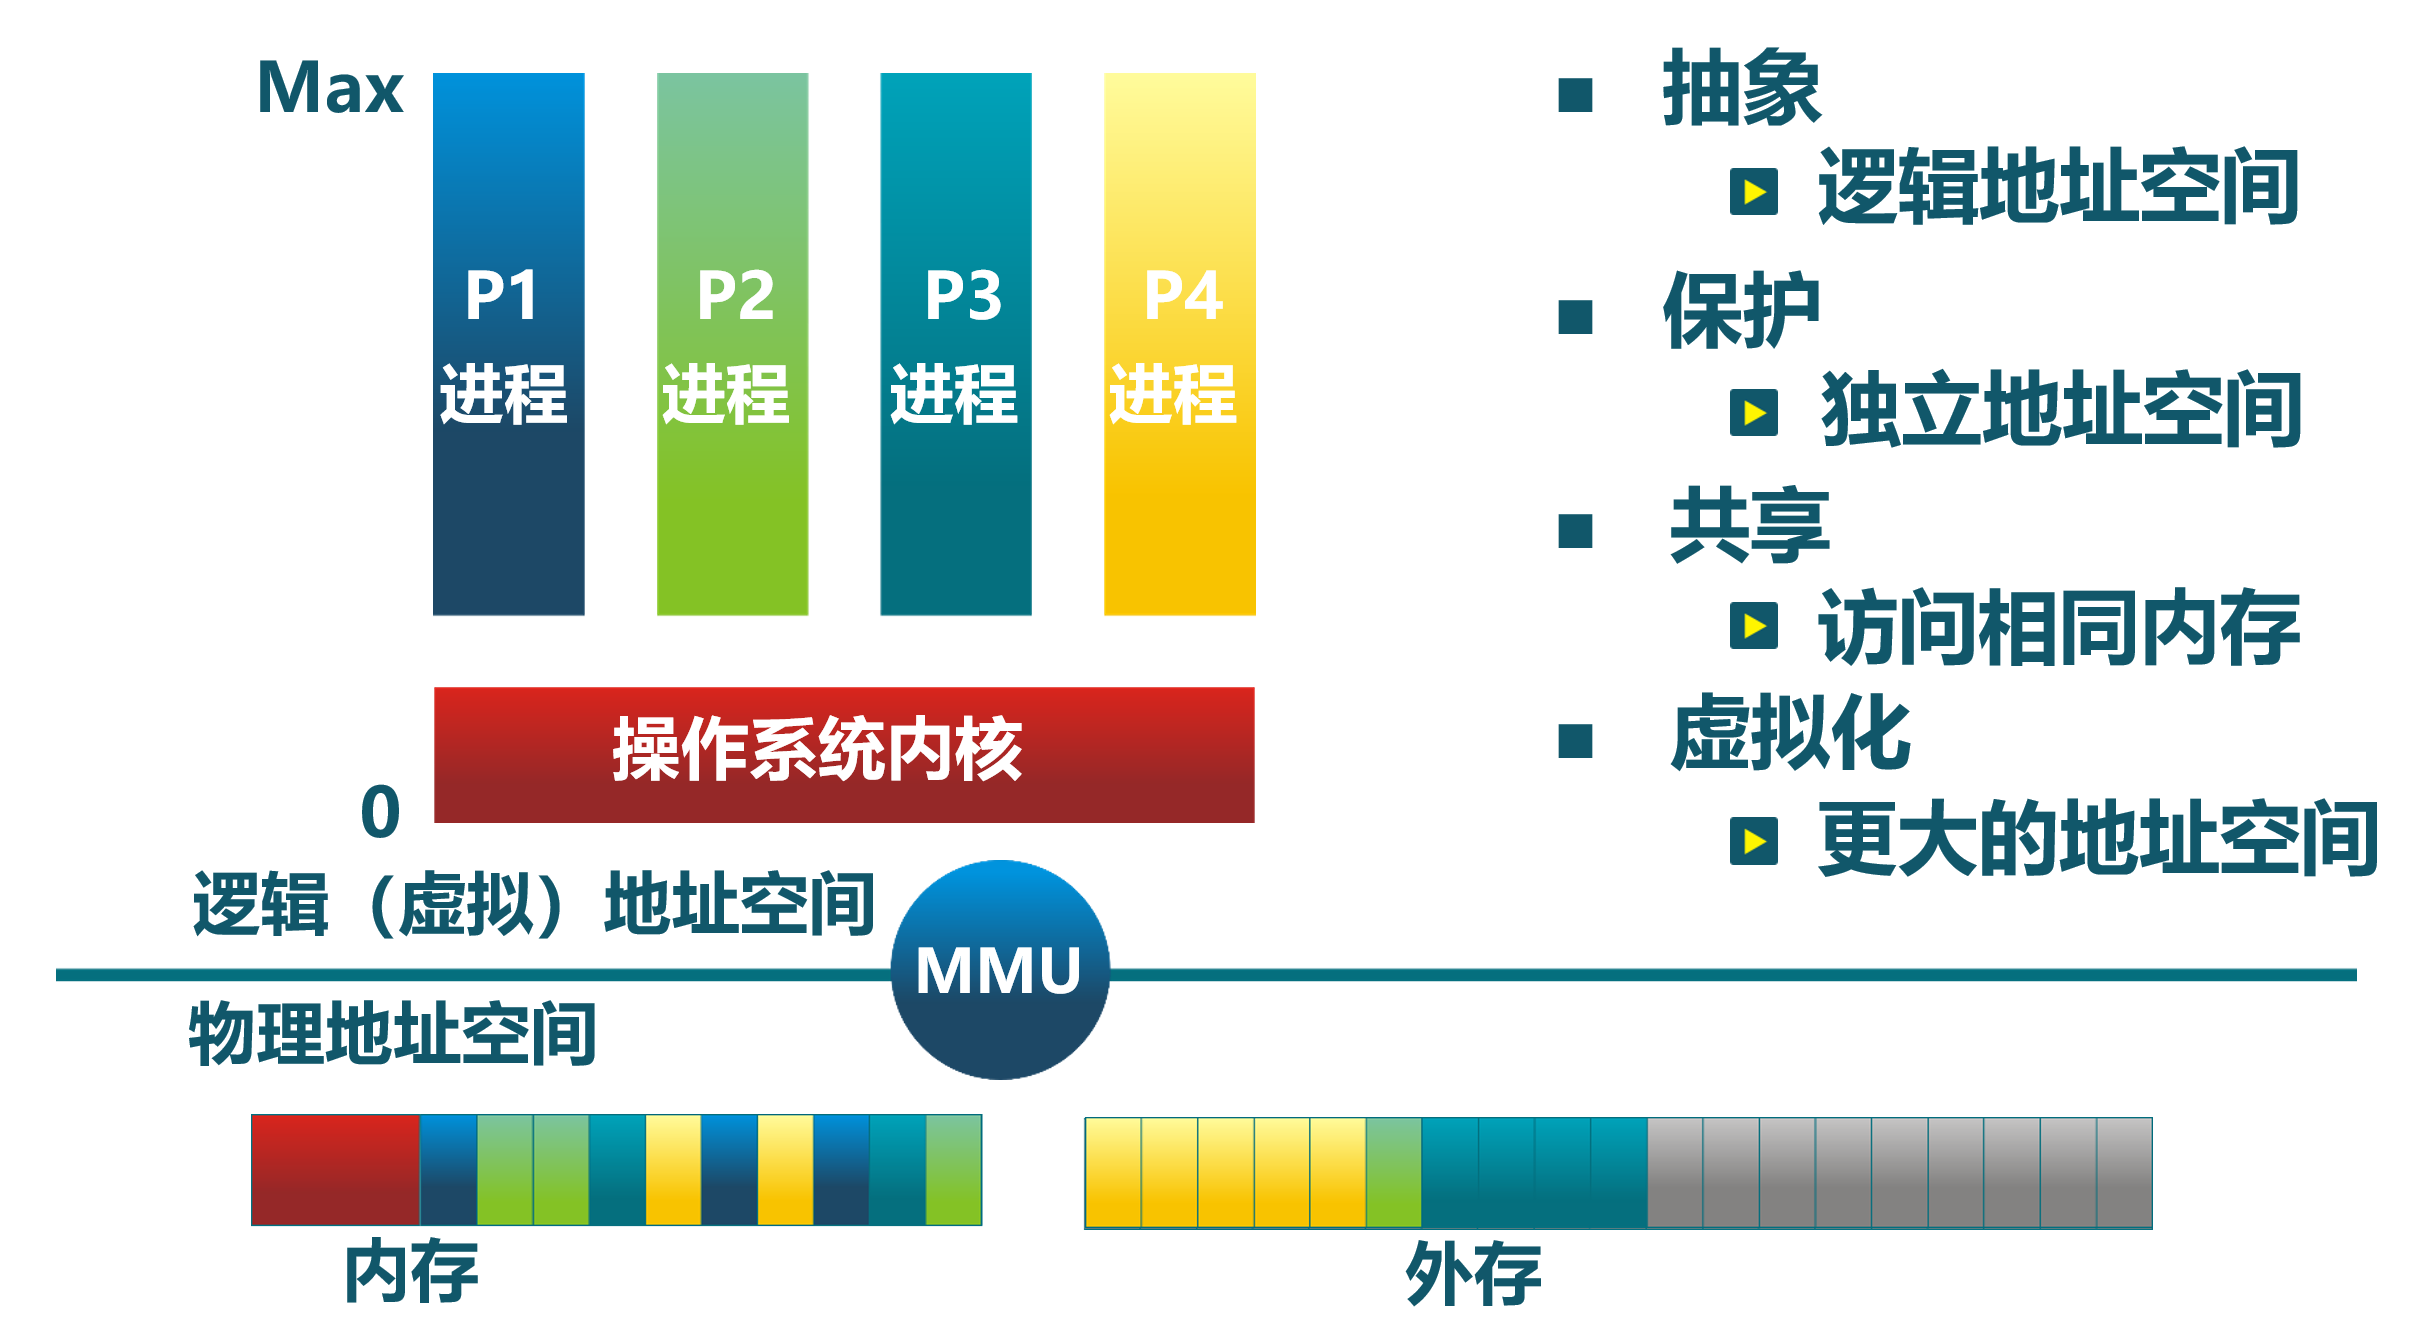 Max
P1
进程
P2
进程
P3
进程
P4
进程
操作系统内核
0
逻辑（虚拟）地址空间
MMU
物理地址空间
内存
外存
抽象
逻辑地址空间
保护
独立地址空间
共享
访问相同内存
虚拟化
更大的地址空间